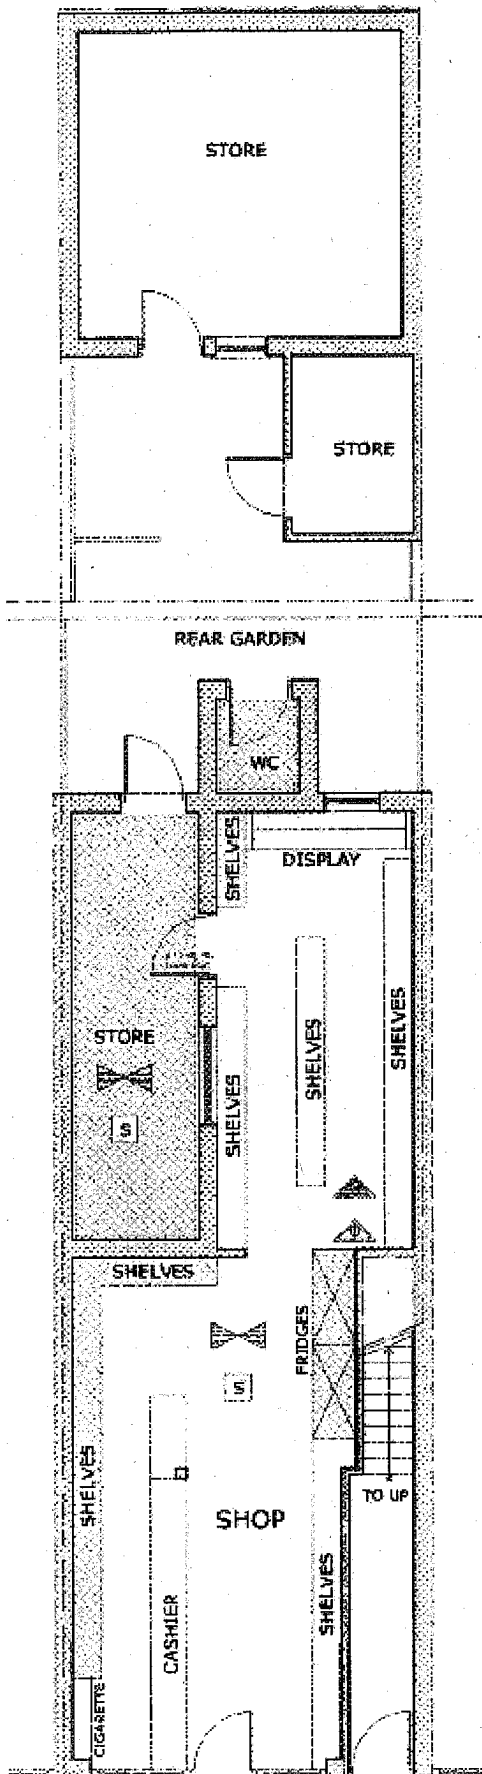 STORE
STORE
REAR GARDEN
WC
SHELVES
DISPLAY
SHELVES
SHELVES
SHELVES
STORE
S
SHELVES
FRIDGES
S
SHELVES
TO UP
SHOP
SHELVES
CASHIER
CIGARETTE